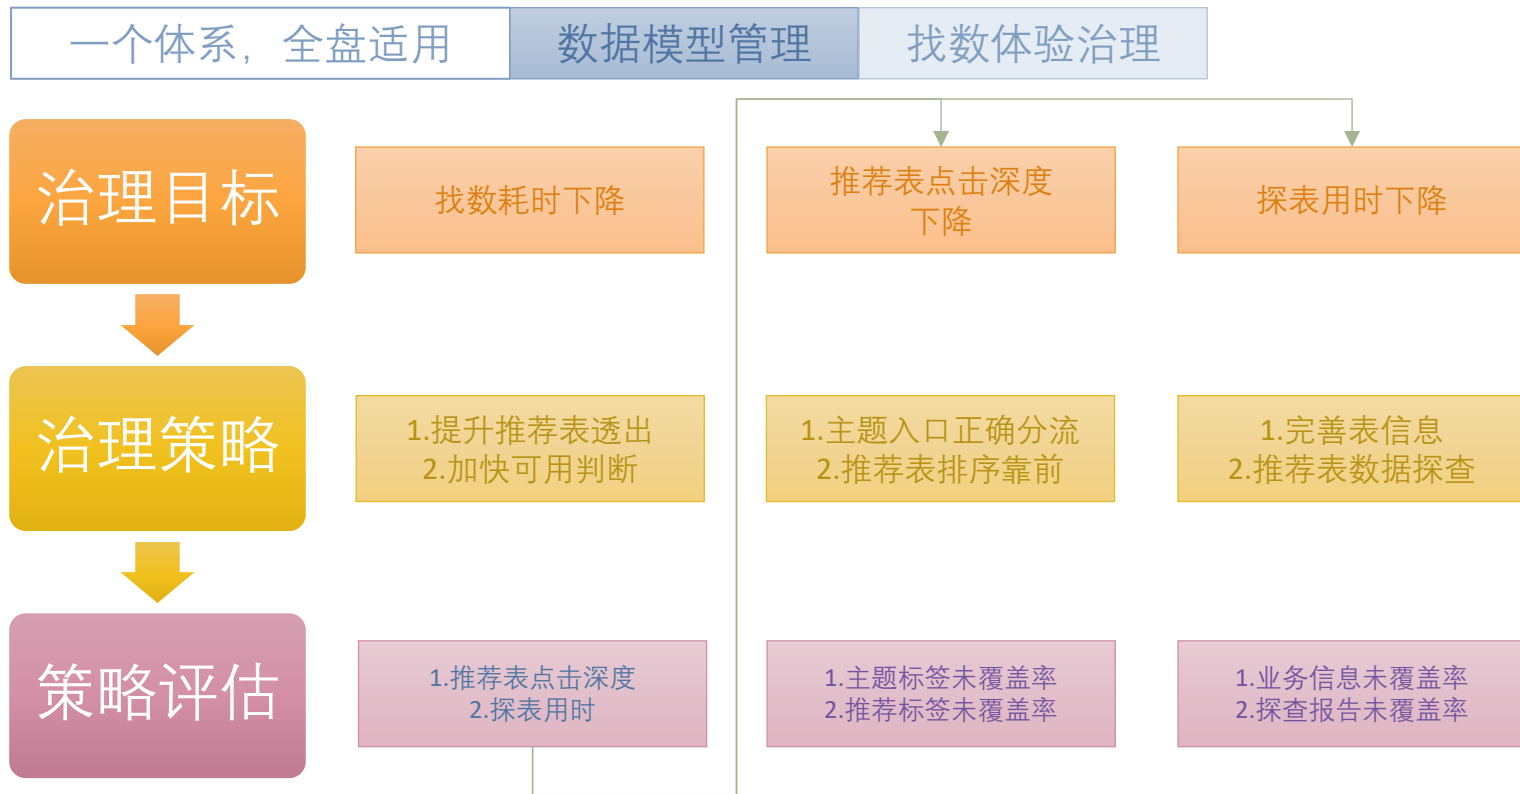 一个体系，全盘适用
数据模型管理
找数体验治理
治理目标
找数耗时下降
推荐表点击深度
下降
探表用时下降
治理策略
1.提升推荐表透出
2.加快可用判断
1.主题入口正确分流
2.推荐表排序靠前
1.完善表信息
2.推荐表数据探查
策略评估
1.推荐表点击深度
2.探表用时
1.主题标签未覆盖率
2.推荐标签未覆盖率
1.业务信息未覆盖率
2.探查报告未覆盖率